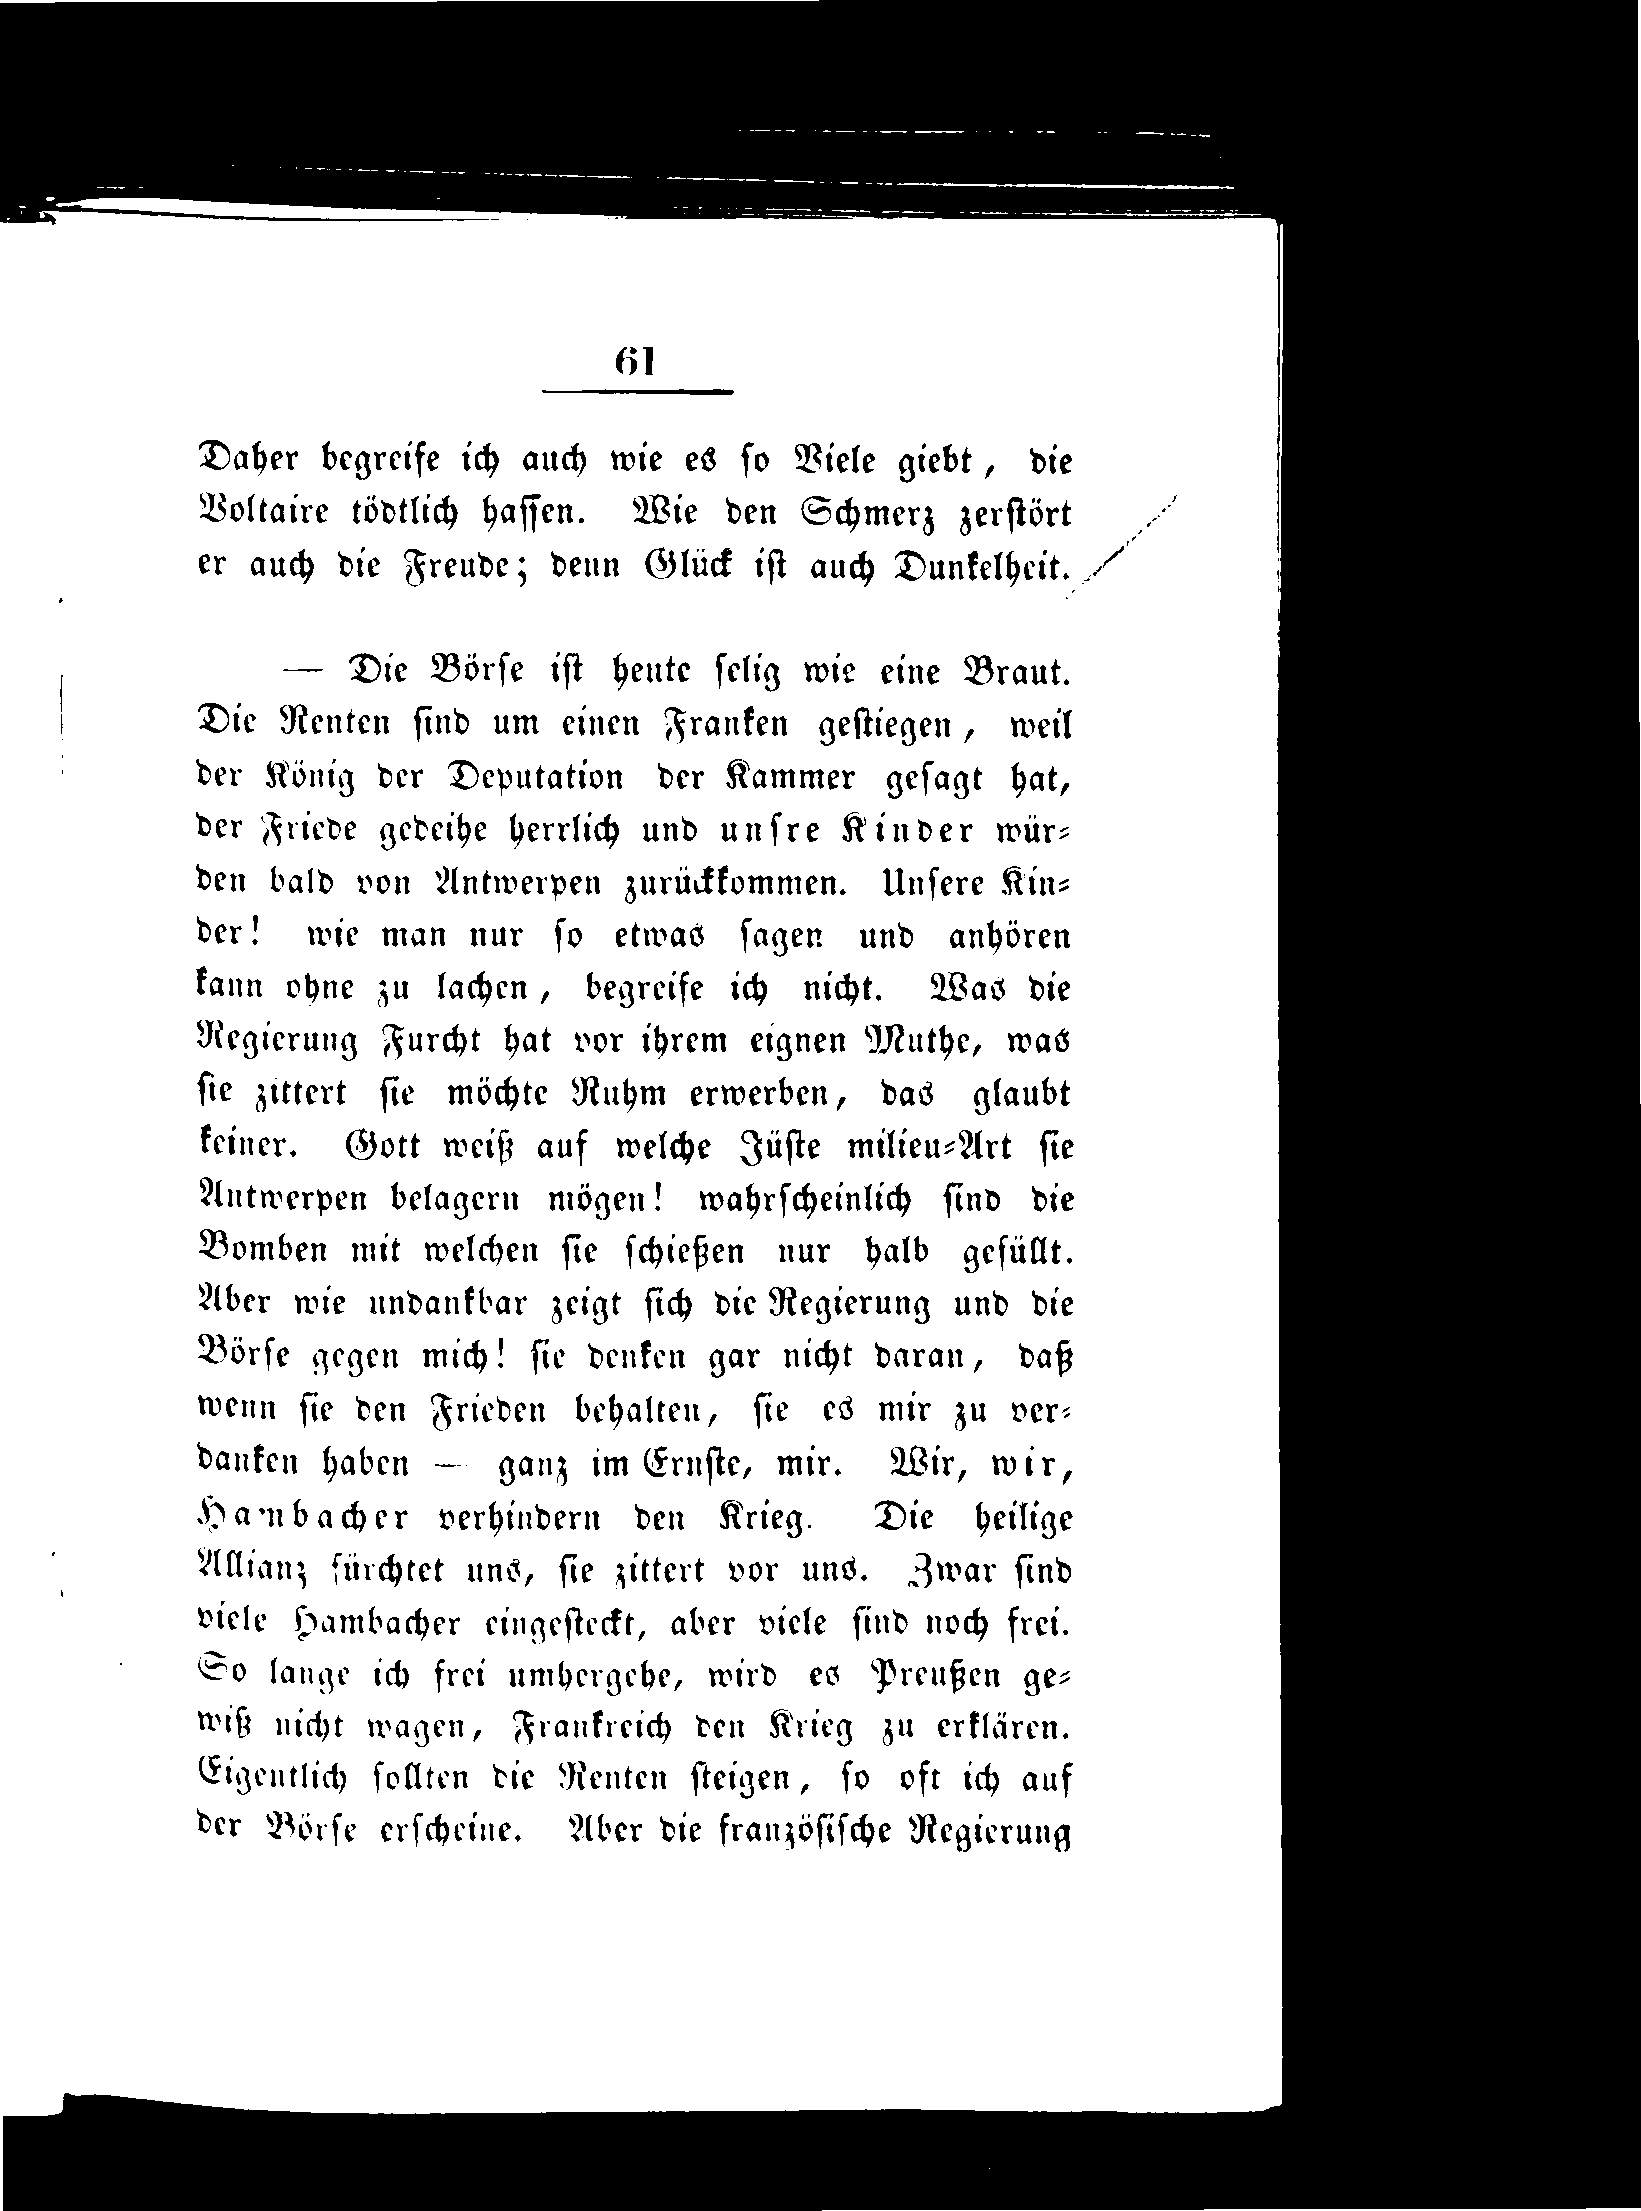 61
Daher begreife ich auch wie es so Viele giebt, die
Voltaire tödtlich hassen. Wie den Schmerz zerstört
er auch die Freude; denn Glück ist auch Dunkelheit.
— Die Börse ist heute selig wie eine Braut.
Die Renten sind um einen Franken gestiegen, weil
der König der Deputation der Kammer gesagt hat,
der Friede gedeihe herrlich und unsre Kinder wür-
den bald von Antwerpen zurückkommen. Unsere Kin-
der! wie man nur so etwas sagen und anhören
kann ohne zu lachen, begreife ich nicht. Was die
Regierung Furcht hat vor ihrem eignen Muthe, was
sie zittert sie möchte Ruhm erwerben, das glaubt
keiner. Gott weiß auf welche Jüste milieu-Art sie
Antwerpen belagern mögen! wahrscheinlich sind die
Bomben mit welchen sie schießen nur halb gefüllt.
Aber wie undankbar zeigt sich die Regierung und die
Börse gegen mich! sie denken gar nicht daran, daß
wenn sie den Frieden behalten, sie es mir zu ver-
danken haben — ganz im Ernste, mir. Wir, wir,
Hambacher verhindern den Krieg. Die heilige
Allianz fürchtet uns, sie zittert vor uns. Zwar sind
viele Hambacher eingesteckt, aber viele sind noch frei.
So lange ich frei umhergehe, wird es Preußen ge-
wiß nicht wagen, Frankreich den Krieg zu erklären.
Eigentlich sollten die Renten steigen, so oft ich auf
der Börse erscheine. Aber die französische Regierung